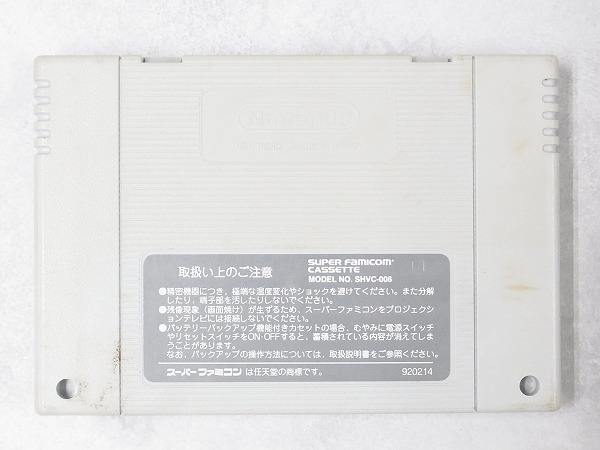 Nintendo
取扱い上のご注意
SUPER FAMICOM
CASSETTE
MODEL NO. SHVC-006
●精密機器につき、極端な温度変化やショックを避けてください。また分解
したり、端子部を汚したりしないでください。
●残像現象（画面焼け）が生ずるため、スーパーファミコンをプロジェクシ
ョンテレビには接続しないでください。
●バッテリーバックアップ機能付きカセットの場合、むやみに電源スイッチ
やリセットスイッチをON・OFFすると、蓄積されている内容が消えてしま
うことがあります。
なお、バックアップの操作方法については、取扱説明書をご参照ください。
スーパーファミコンは任天堂の商標です。
920214